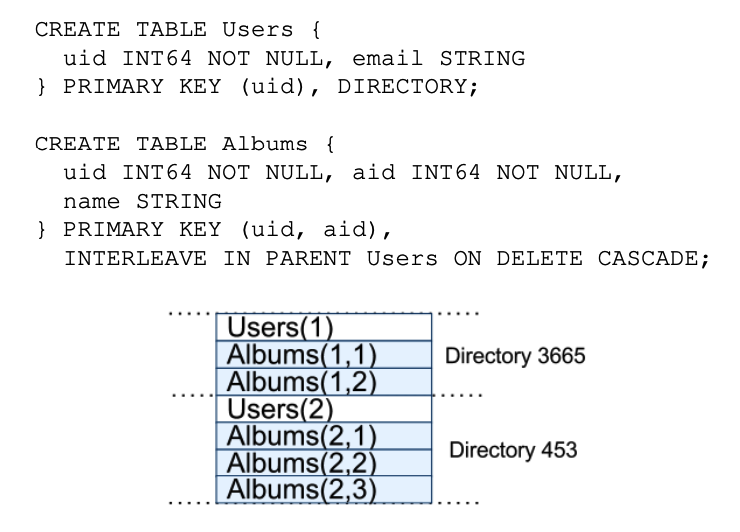 CREATE TABLE Users {
uid INT64 NOT NULL, email STRING
} PRIMARY KEY (uid), DIRECTORY;
CREATE TABLE Albums {
uid INT64 NOT NULL, aid INT64 NOT NULL,
name STRING
} PRIMARY KEY (uid, aid),
INTERLEAVE IN PARENT Users ON DELETE CASCADE;
Users(1)
Albums(1,1)
Directory 3665
Albums(1,2)
Users(2)
Albums(2,1)
Directory 453
Albums(2,2)
Albums(2,3)